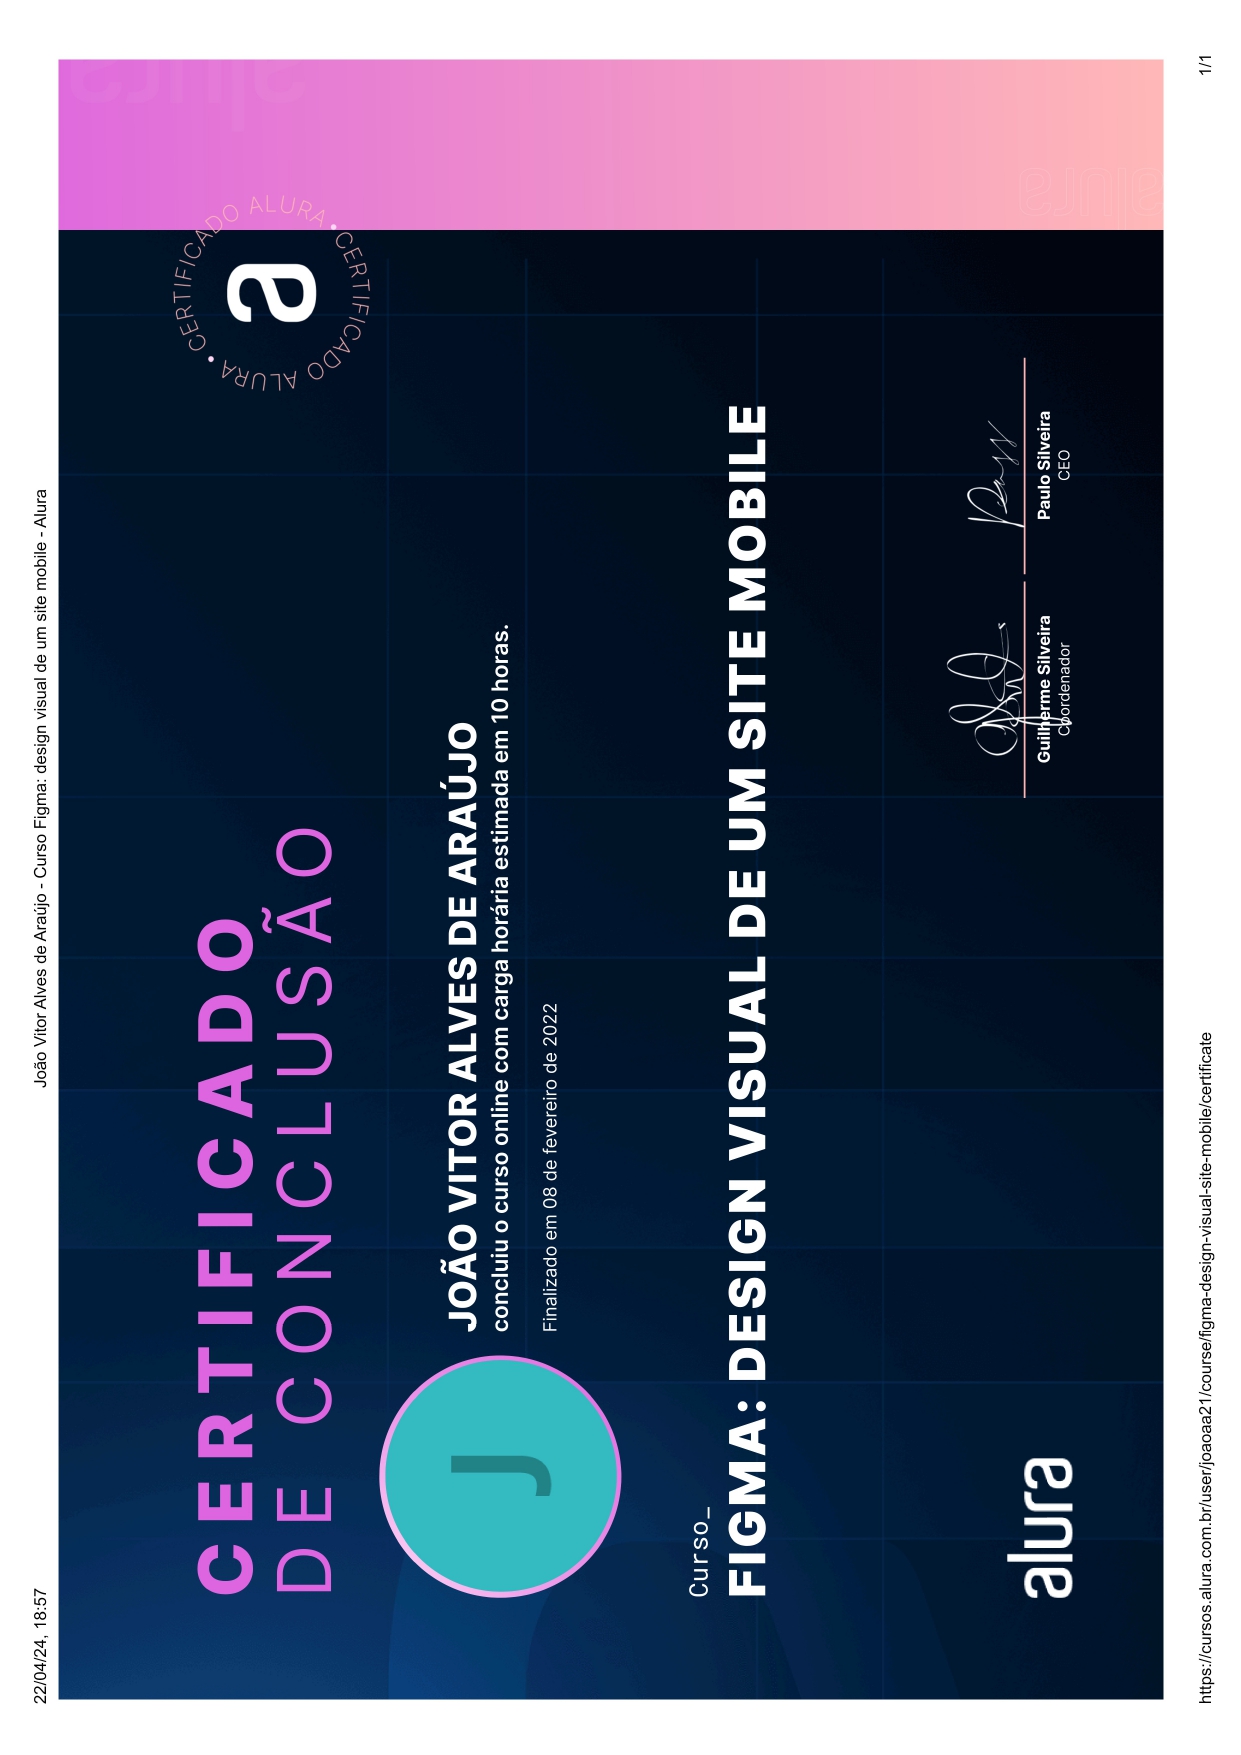 22/04/24, 18:57
João Vitor Alves de Araújo - Curso Figma: design visual de um site mobile - Alura
alura
CERTIFICADO
DE CONCLUSÃO
CERTIFICADO ALURA • CERTIFICADO ALURA •
a
J
JOÃO VITOR ALVES DE ARAÚJO
concluiu o curso online com carga horária estimada em 10 horas.
Finalizado em 08 de fevereiro de 2022
Curso_
FIGMA: DESIGN VISUAL DE UM SITE MOBILE
alura
Guilherme Silveira
Coordenador
Paulo Silveira
CEO
alura
https://cursos.alura.com.br/user/joaoaa21/course/figma-design-visual-site-mobile/certificate
1/1